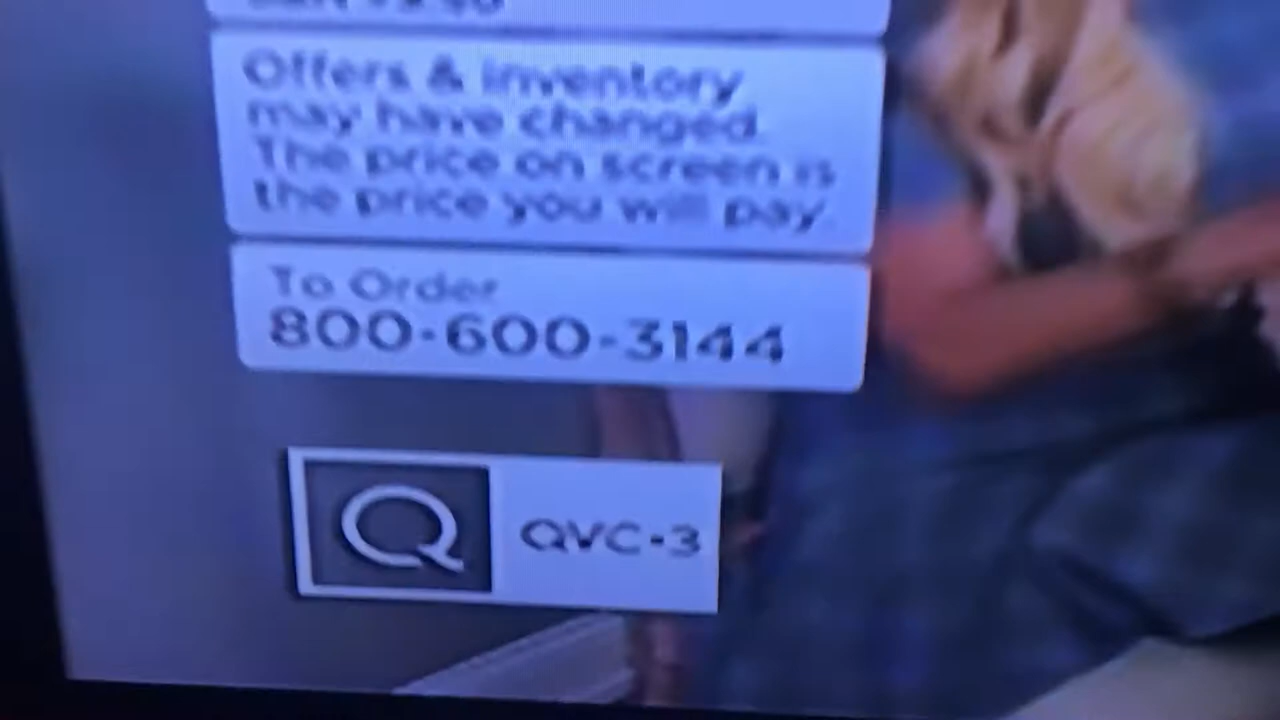 Offers & inventory
may have changed.
The price on screen is
the price you will pay.
To Order
800-600-3144
Q QVC-3